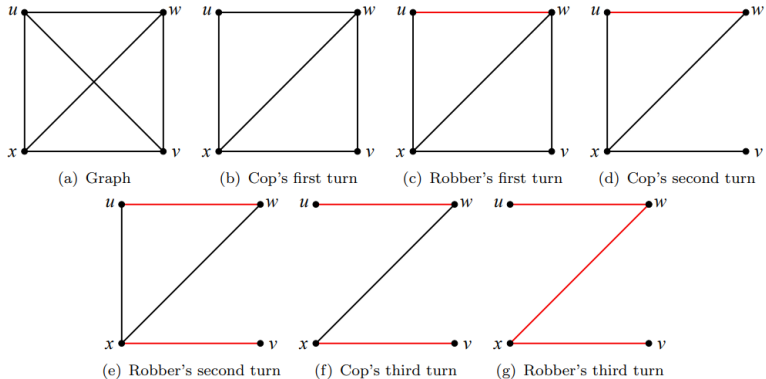 u w u w u w u w
x v x v x v x v
(a) Graph (b) Cop's first turn (c) Robber's first turn (d) Cop's second turn
u w u w u w
x v x v x v
(e) Robber's second turn (f) Cop's third turn (g) Robber's third turn